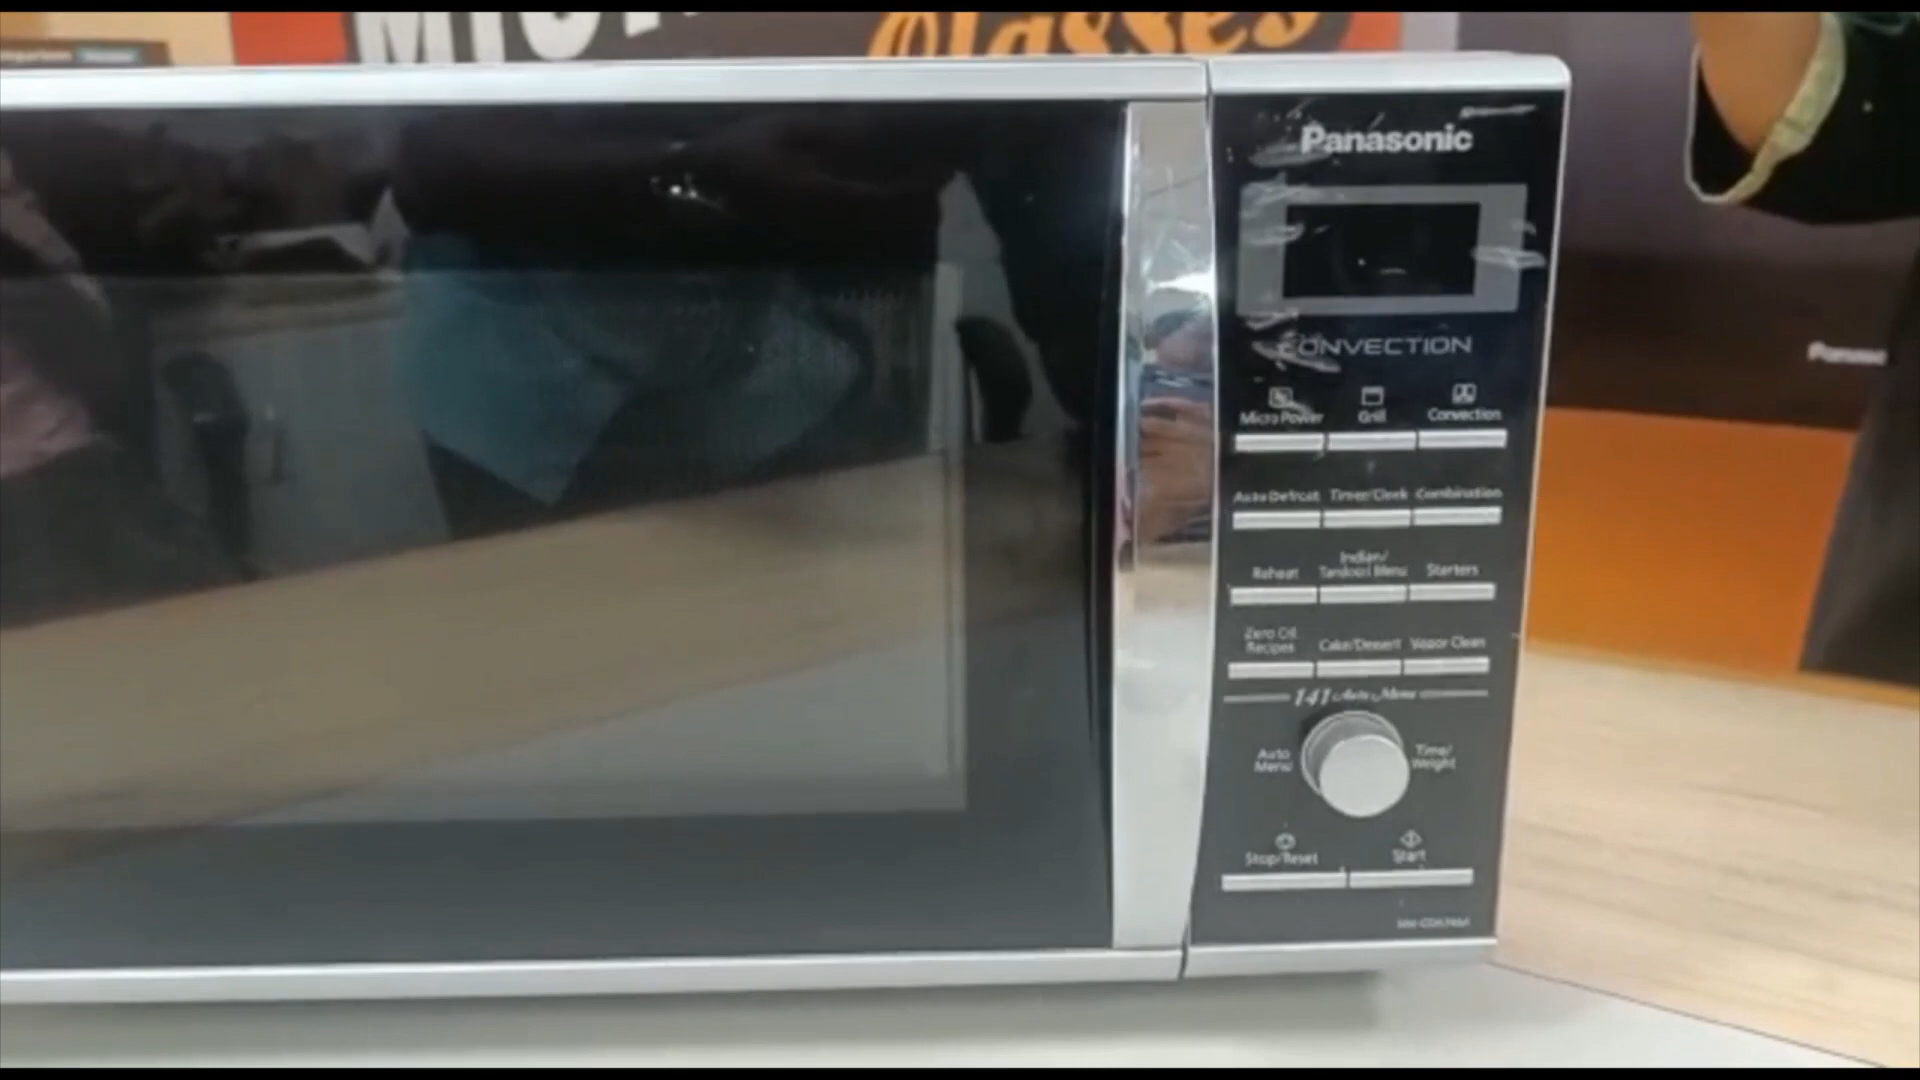 Classes
Panasonic
CONVECTION
Micro Power Grill Convection
Auto Defrost Timer/Clock Combination
Reheat Indian/ Tandoori Menu Starters
Zero Oil Recipes Cake/Dessert Vapor Clean
141 Auto Menu
Auto Menu Time/ Weight
Stop/Reset Start